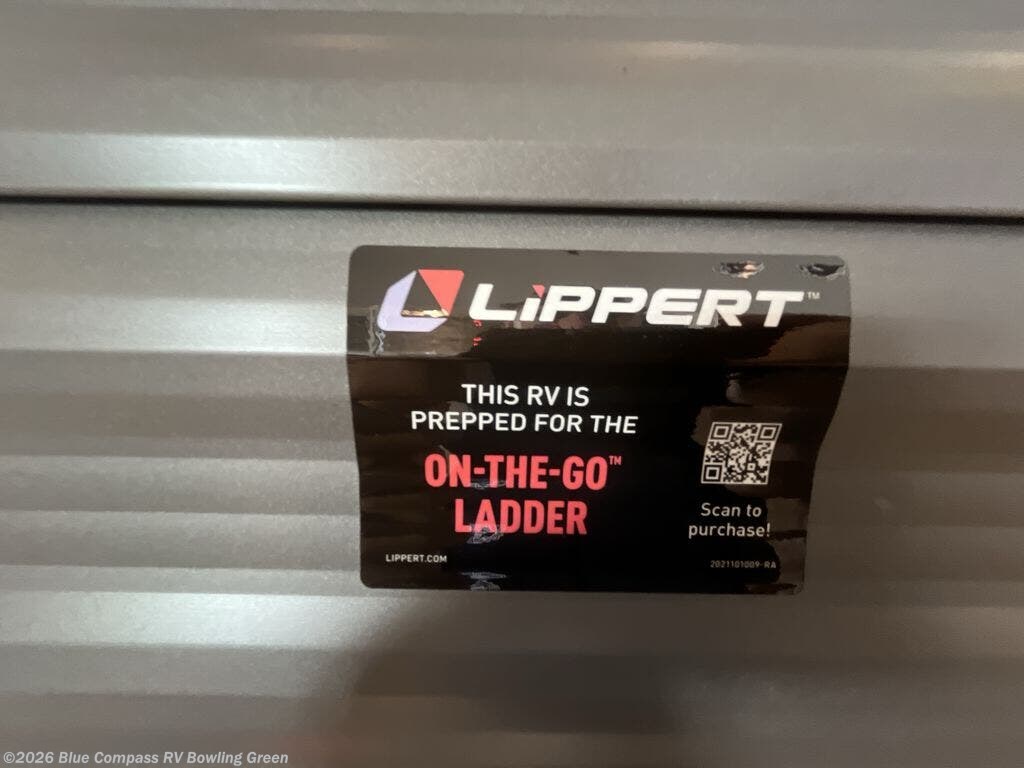 LiPPERT™
THIS RV IS
PREPPED FOR THE
ON-THE-GO™
LADDER
Scan to
purchase!
LIPPERT.COM
2021101009-RA
©2026 Blue Compass RV Bowling Green